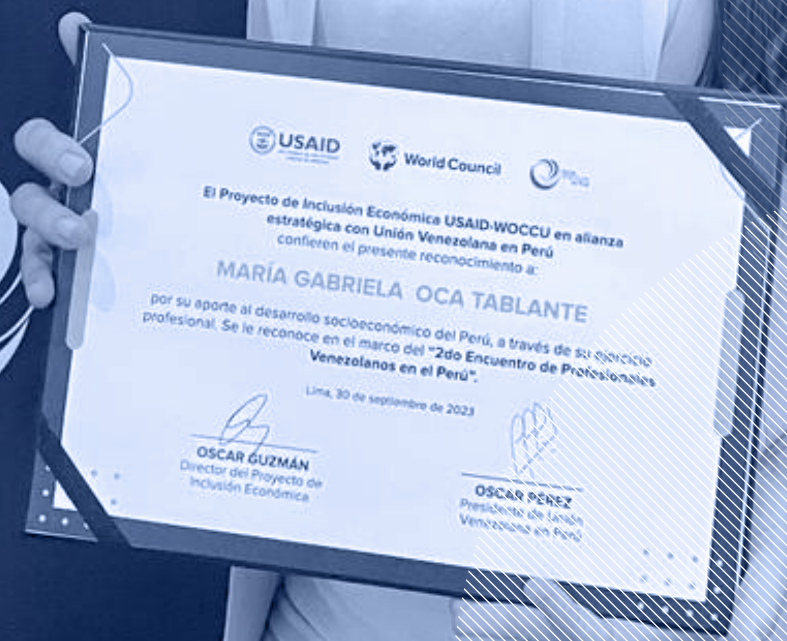 USAID
World Council
El Proyecto de Inclusión Económica USAID-WOCCU en alianza
estratégica con Unión Venezolana en Perú
confieren el presente reconocimiento a:
MARÍA GABRIELA OCA TABLANTE
por su aporte al desarrollo socioeconómico del Perú, a través de su ejercicio
profesional. Se le reconoce en el marco del "2do Encuentro de Profesionales
Venezolanos en el Perú".
Lima, 30 de septiembre de 2023
OSCAR GUZMÁN
Director del Proyecto de
Inclusión Económica
OSCAR PÉREZ
Presidente de Unión
Venezolana en Perú